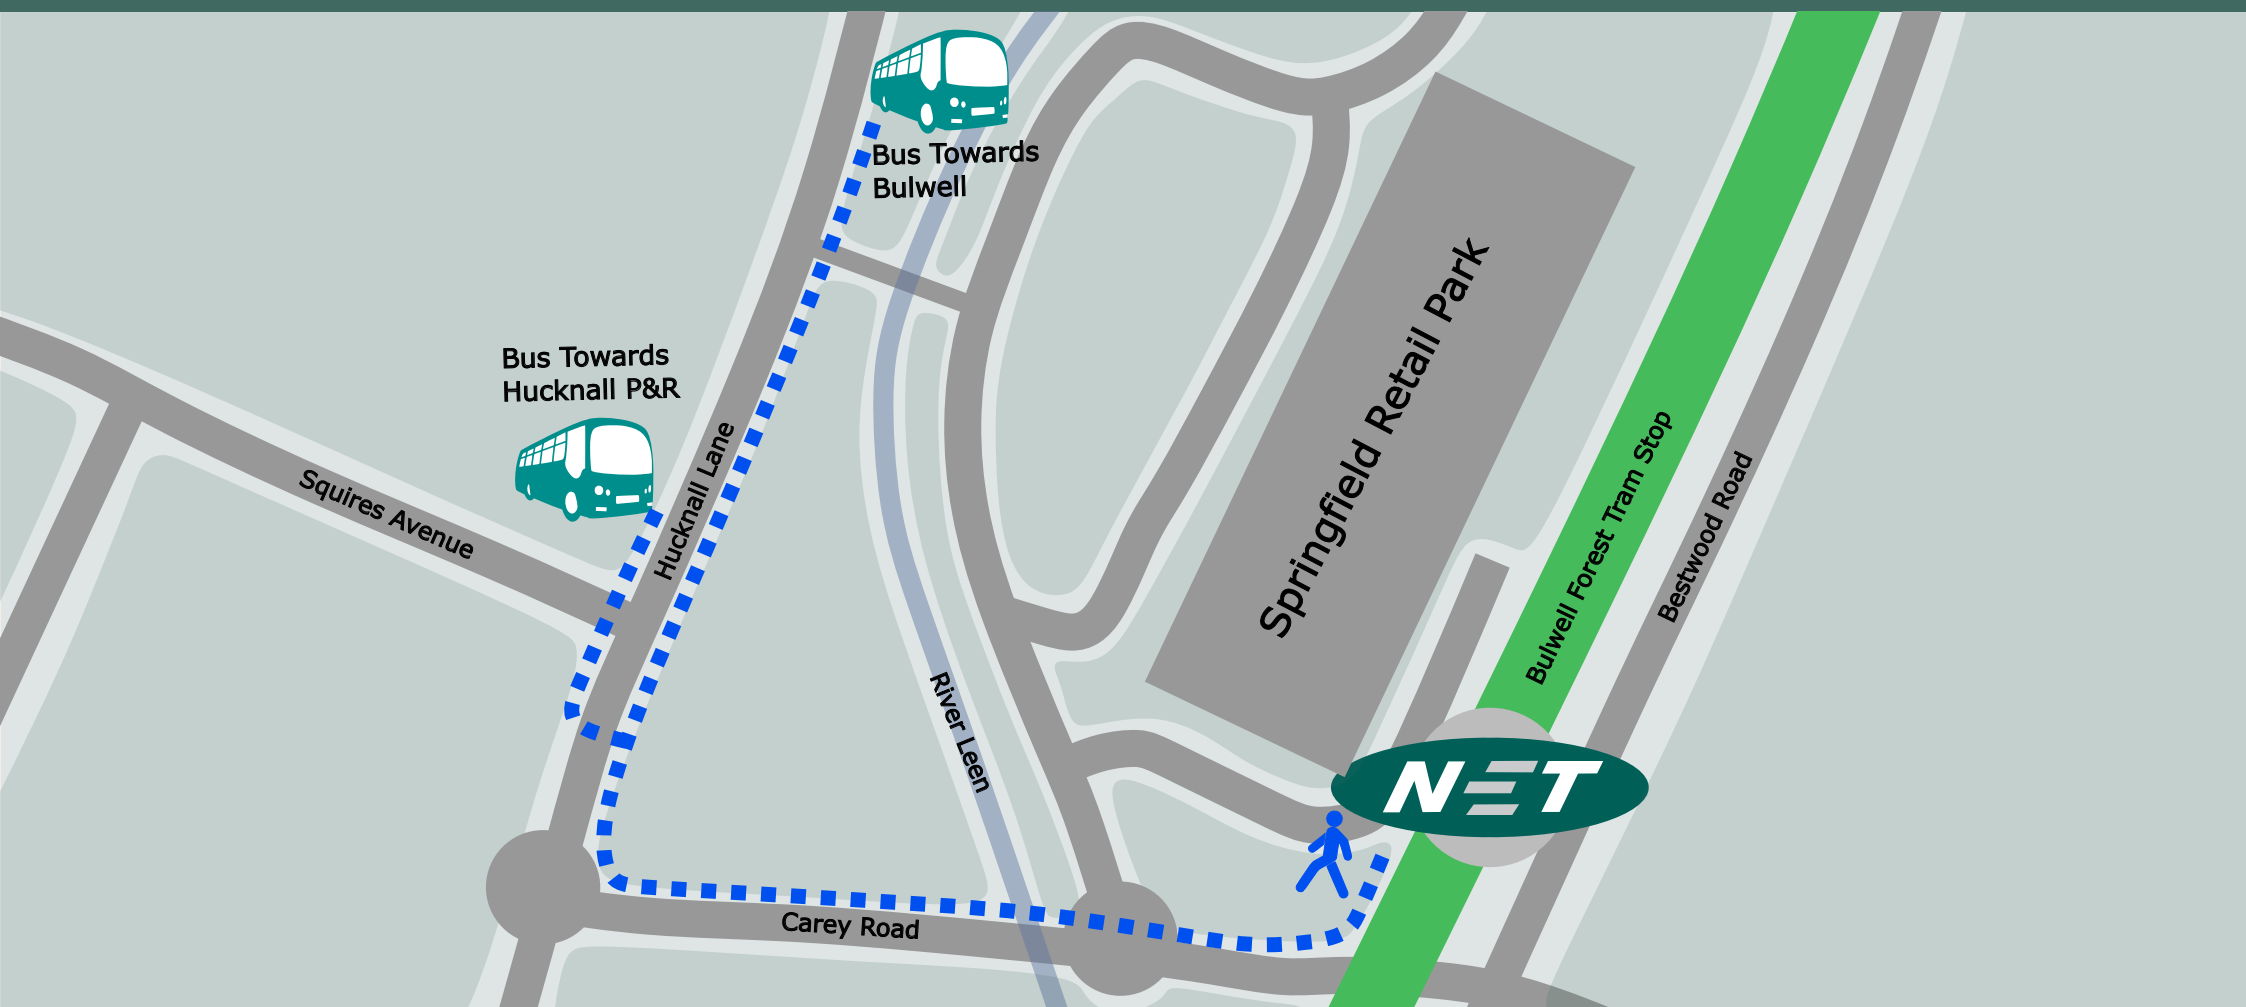 Bus Towards
Bulwell
Bus Towards
Hucknall P&R
Squires Avenue
Hucknall Lane
River Leen
Carey Road
Springfield Retail Park
Bulwell Forest Tram Stop
Bestwood Road
NET